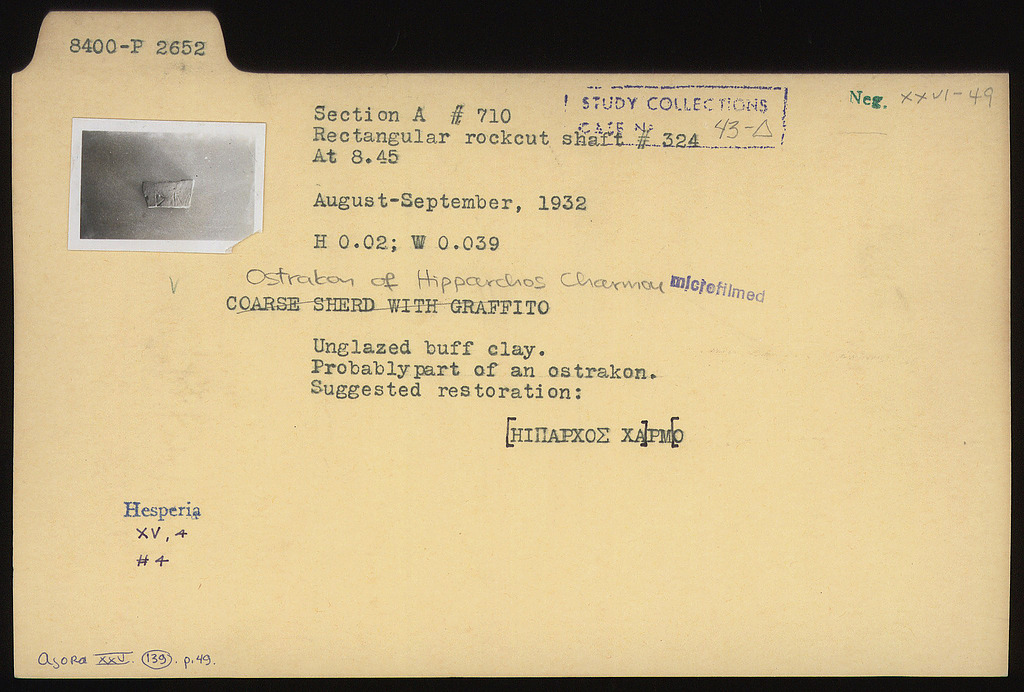 8400-P 2652
STUDY COLLECTIONS
CASE No 43-Δ
Neg. XXVI-49
Section A # 710
Rectangular rockcut shaft # 324
At 8.45
August-September, 1932
H 0.02; W 0.039
Ostrakon of Hipparchos Charmou microfilmed
COARSE SHERD WITH GRAFFITO
Unglazed buff clay.
Probably part of an ostrakon.
Suggested restoration:
[ΗΙΠΑΡΧΟΣ ΧΑ]ΡΜ[Ο
Hesperia
XV, 4
# 4
Agora XXV. 139. p.49.